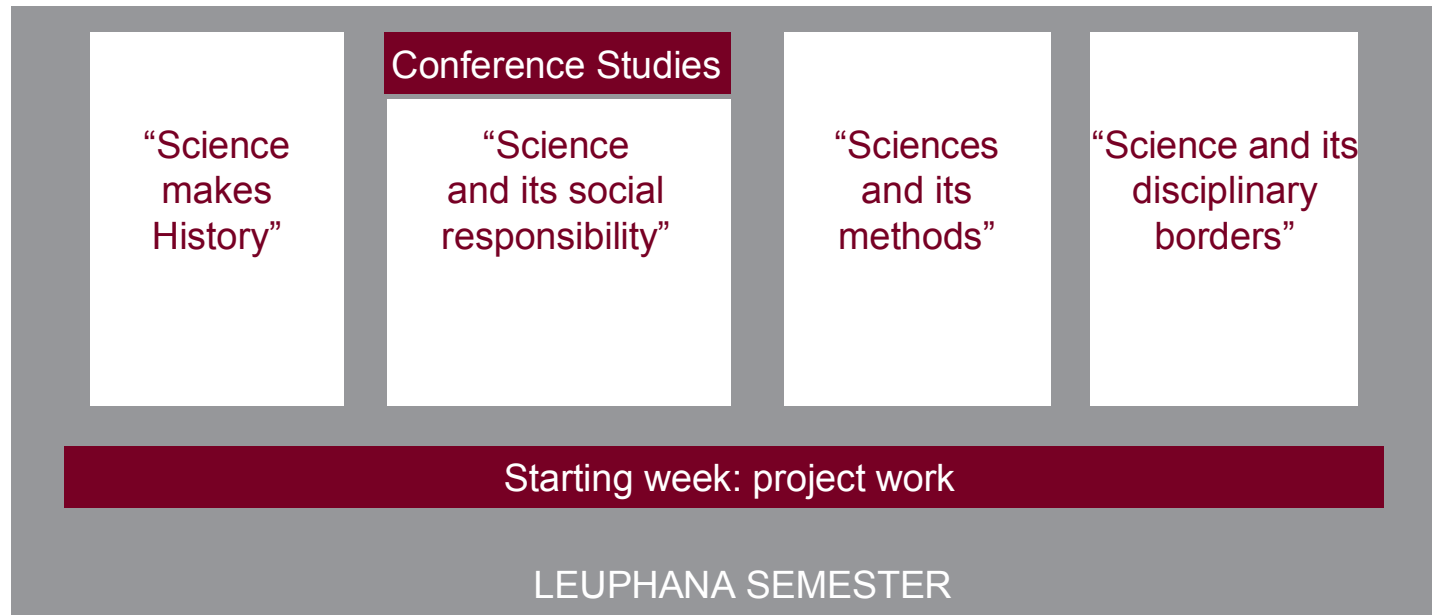 “Science
makes
History”
Conference Studies
“Science
and its social
responsibility”
“Sciences
and its
methods”
“Science and its
disciplinary
borders”
Starting week: project work
LEUPHANA SEMESTER